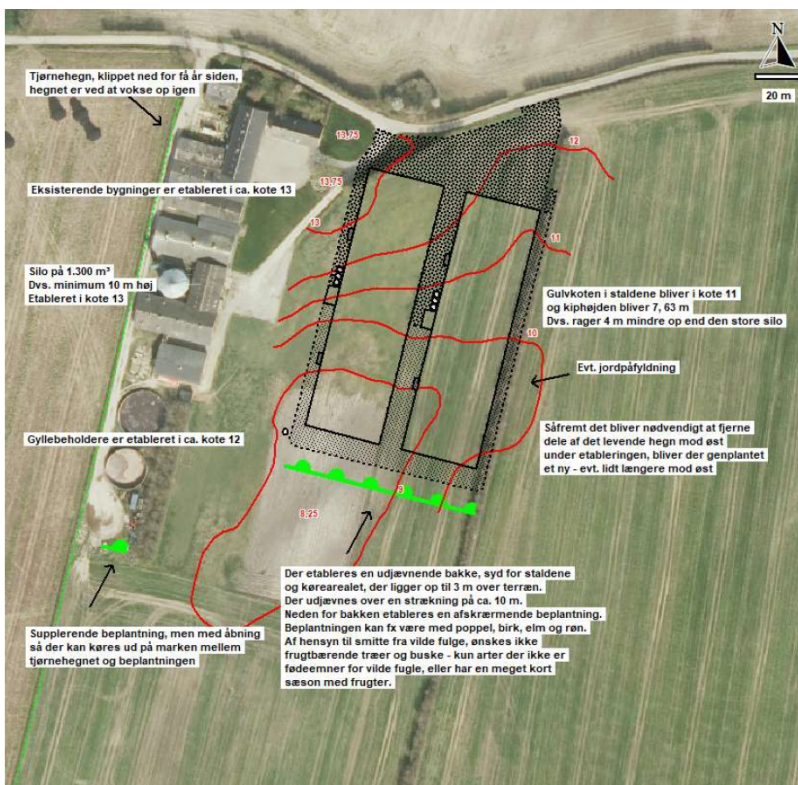 N
20 m
Tjørnehegn, klippet ned for få år siden,
hegnet er ved at vokse op igen
13,75
12
Eksisterende bygninger er etableret i ca. kote 13
13,75
13
11
Silo på 1.300 m³
Dvs. minimum 10 m høj
Etableret i kote 13
Gulvkoten i staldene bliver i kote 11
og kiphøjden bliver 7, 63 m
Dvs. rager 4 m mindre op end den store silo
10
Evt. jordpåfyldning
Gyllebeholdere er etableret i ca. kote 12
Såfremt det bliver nødvendigt at fjerne
dele af det levende hegn mod øst
under etableringen, bliver der genplantet
et ny - evt. lidt længere mod øst
9
8,25
Der etableres en udjævnende bakke, syd for staldene
og kørearealet, der ligger op til 3 m over terræn.
Der udjævnes over en strækning på ca. 10 m.
Neden for bakken etableres en afskærmende beplantning.
Beplantningen kan fx være med poppel, birk, elm og røn.
Af hensyn til smitte fra vilde fulge, ønskes ikke
frugtbærende træer og buske - kun arter der ikke er
fødeemner for vilde fugle, eller har en meget kort
sæson med frugter.
Supplerende beplantning, men med åbning
så der kan køres ud på marken mellem
tjørnehegnet og beplantningen